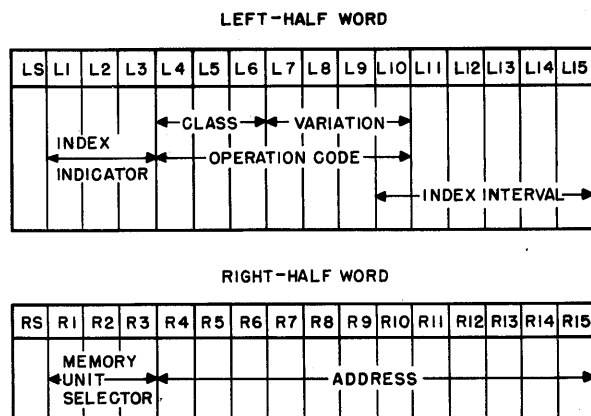 LEFT-HALF WORD
LS L1 L2 L3 L4 L5 L6 L7 L8 L9 L10 L11 L12 L13 L14 L15
CLASS VARIATION
INDEX
INDICATOR
OPERATION CODE
INDEX INTERVAL
RIGHT-HALF WORD
RS R1 R2 R3 R4 R5 R6 R7 R8 R9 R10 R11 R12 R13 R14 R15
MEMORY
UNIT
SELECTOR
ADDRESS